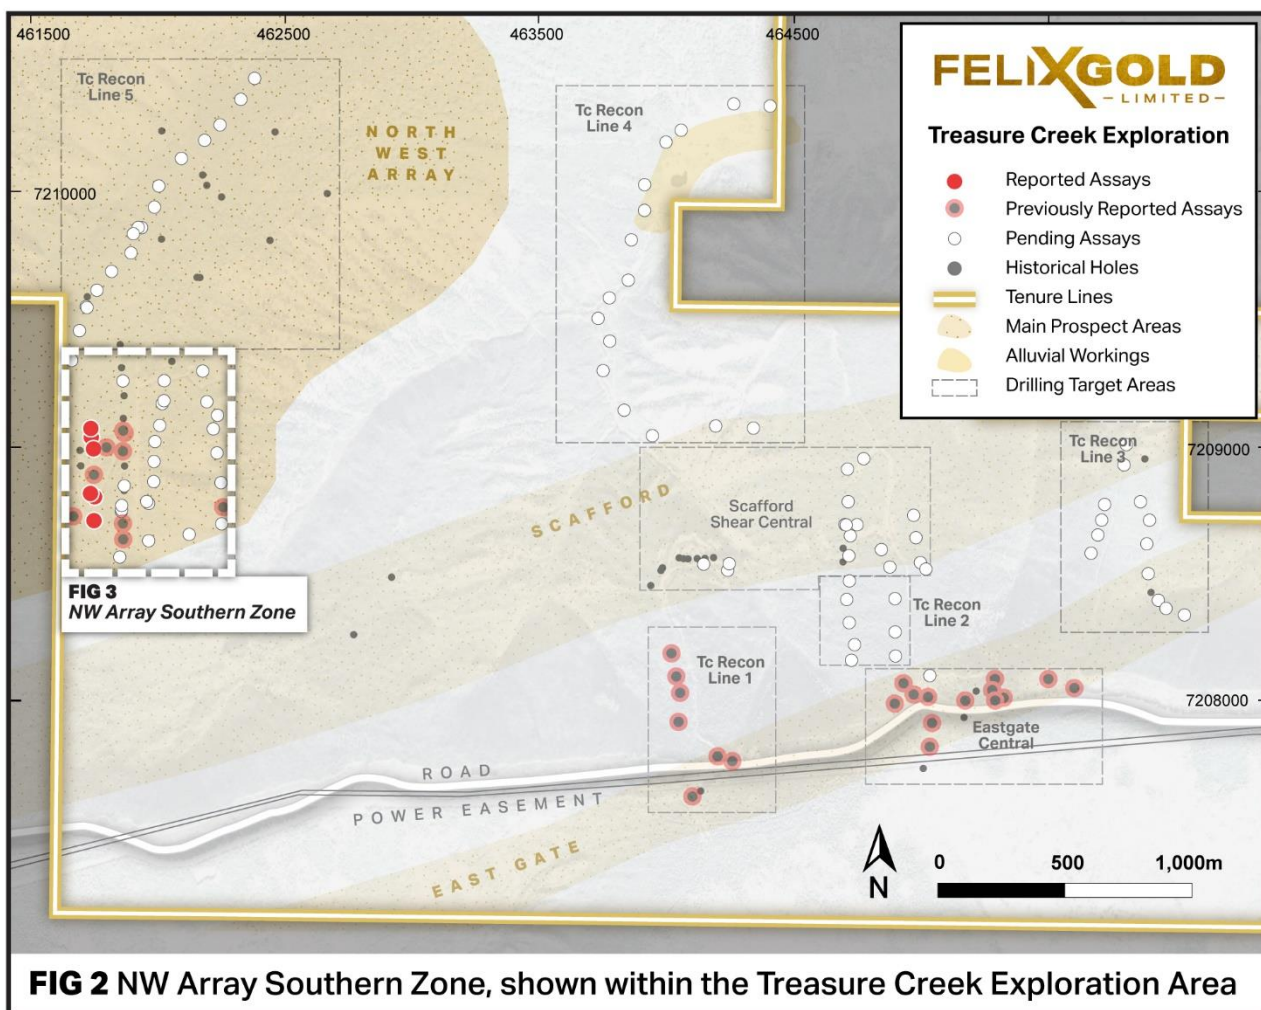 461500 462500 463500 464500
FELIXGOLD
LIMITED
Treasure Creek Exploration
Reported Assays
Previously Reported Assays
Pending Assays
Historical Holes
Tenure Lines
Main Prospect Areas
Alluvial Workings
Drilling Target Areas
Tc Recon
Line 5
NORTH
WEST
ARRAY
Tc Recon
Line 4
7210000
Tc Recon
Line 3
7209000
SCAFFORD
Scafford
Shear Central
FIG 3
NW Array Southern Zone
Tc Recon
Line 2
Tc Recon
Line 1
7208000
Eastgate
Central
ROAD
POWER EASEMENT
EAST GATE
N
0 500 1,000m
FIG 2 NW Array Southern Zone, shown within the Treasure Creek Exploration Area